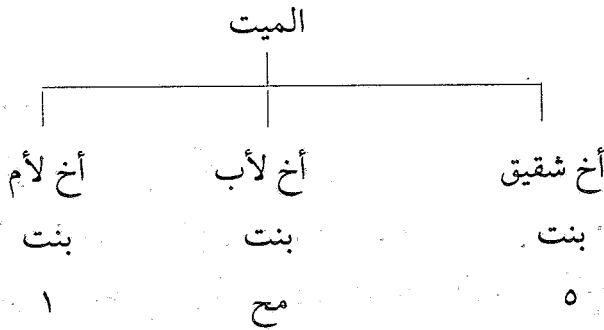 الميت
أخ شقيق أخ لأب أخ لأم
بنت بنت بنت
٥ مح ١